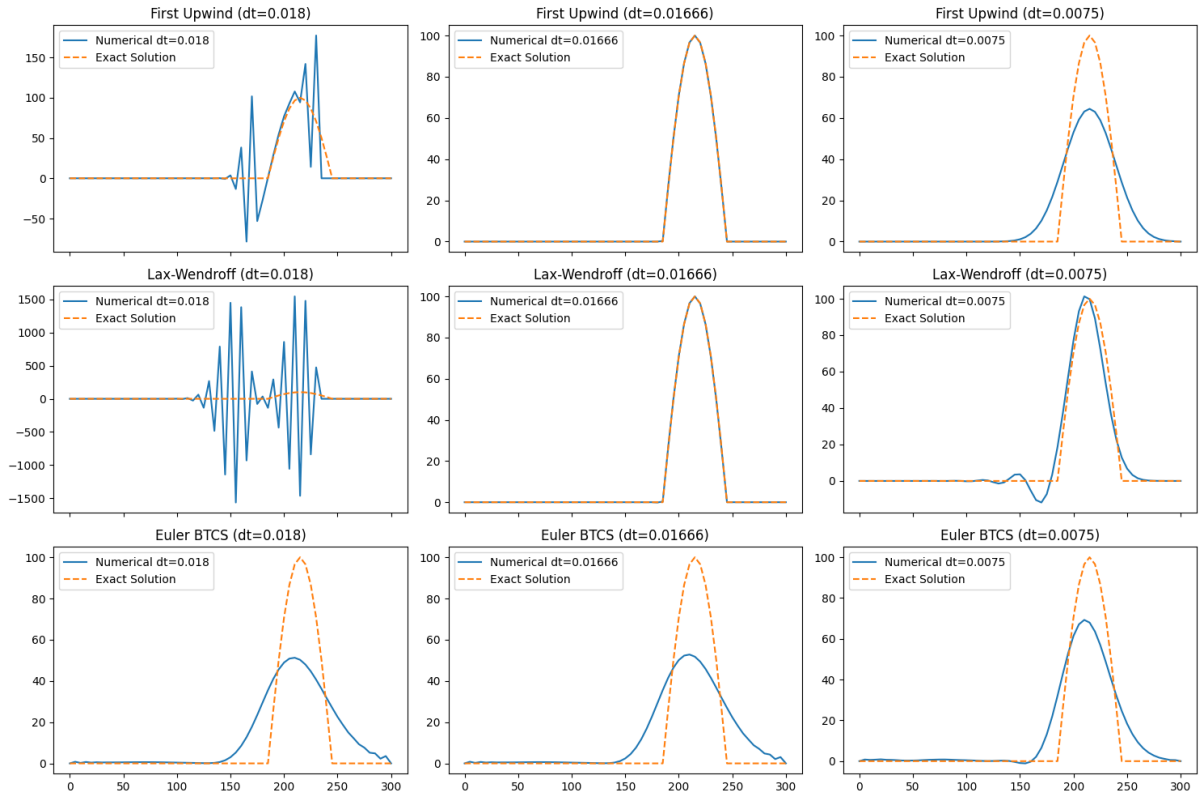 First Upwind (dt=0.018)
Numerical dt=0.018
Exact Solution
150
100
50
0
−50
First Upwind (dt=0.01666)
Numerical dt=0.01666
Exact Solution
100
80
60
40
20
0
First Upwind (dt=0.0075)
Numerical dt=0.0075
Exact Solution
100
80
60
40
20
0
Lax-Wendroff (dt=0.018)
Numerical dt=0.018
Exact Solution
1500
1000
500
0
−500
−1000
−1500
Lax-Wendroff (dt=0.01666)
Numerical dt=0.01666
Exact Solution
100
80
60
40
20
0
Lax-Wendroff (dt=0.0075)
Numerical dt=0.0075
Exact Solution
100
80
60
40
20
0
Euler BTCS (dt=0.018)
Numerical dt=0.018
Exact Solution
100
80
60
40
20
0
0 50 100 150 200 250 300
Euler BTCS (dt=0.01666)
Numerical dt=0.01666
Exact Solution
100
80
60
40
20
0
0 50 100 150 200 250 300
Euler BTCS (dt=0.0075)
Numerical dt=0.0075
Exact Solution
100
80
60
40
20
0
0 50 100 150 200 250 300